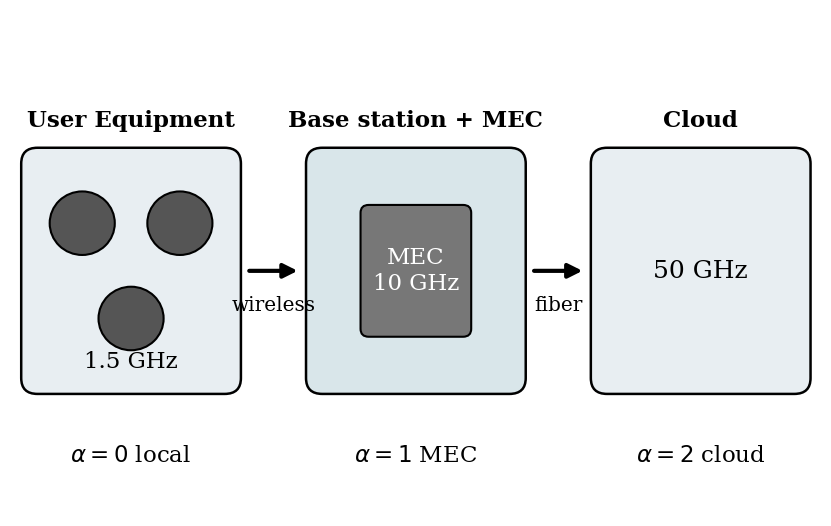 User Equipment
Base station + MEC
Cloud
MEC
10 GHz
50 GHz
wireless
fiber
1.5 GHz
α = 0 local
α = 1 MEC
α = 2 cloud